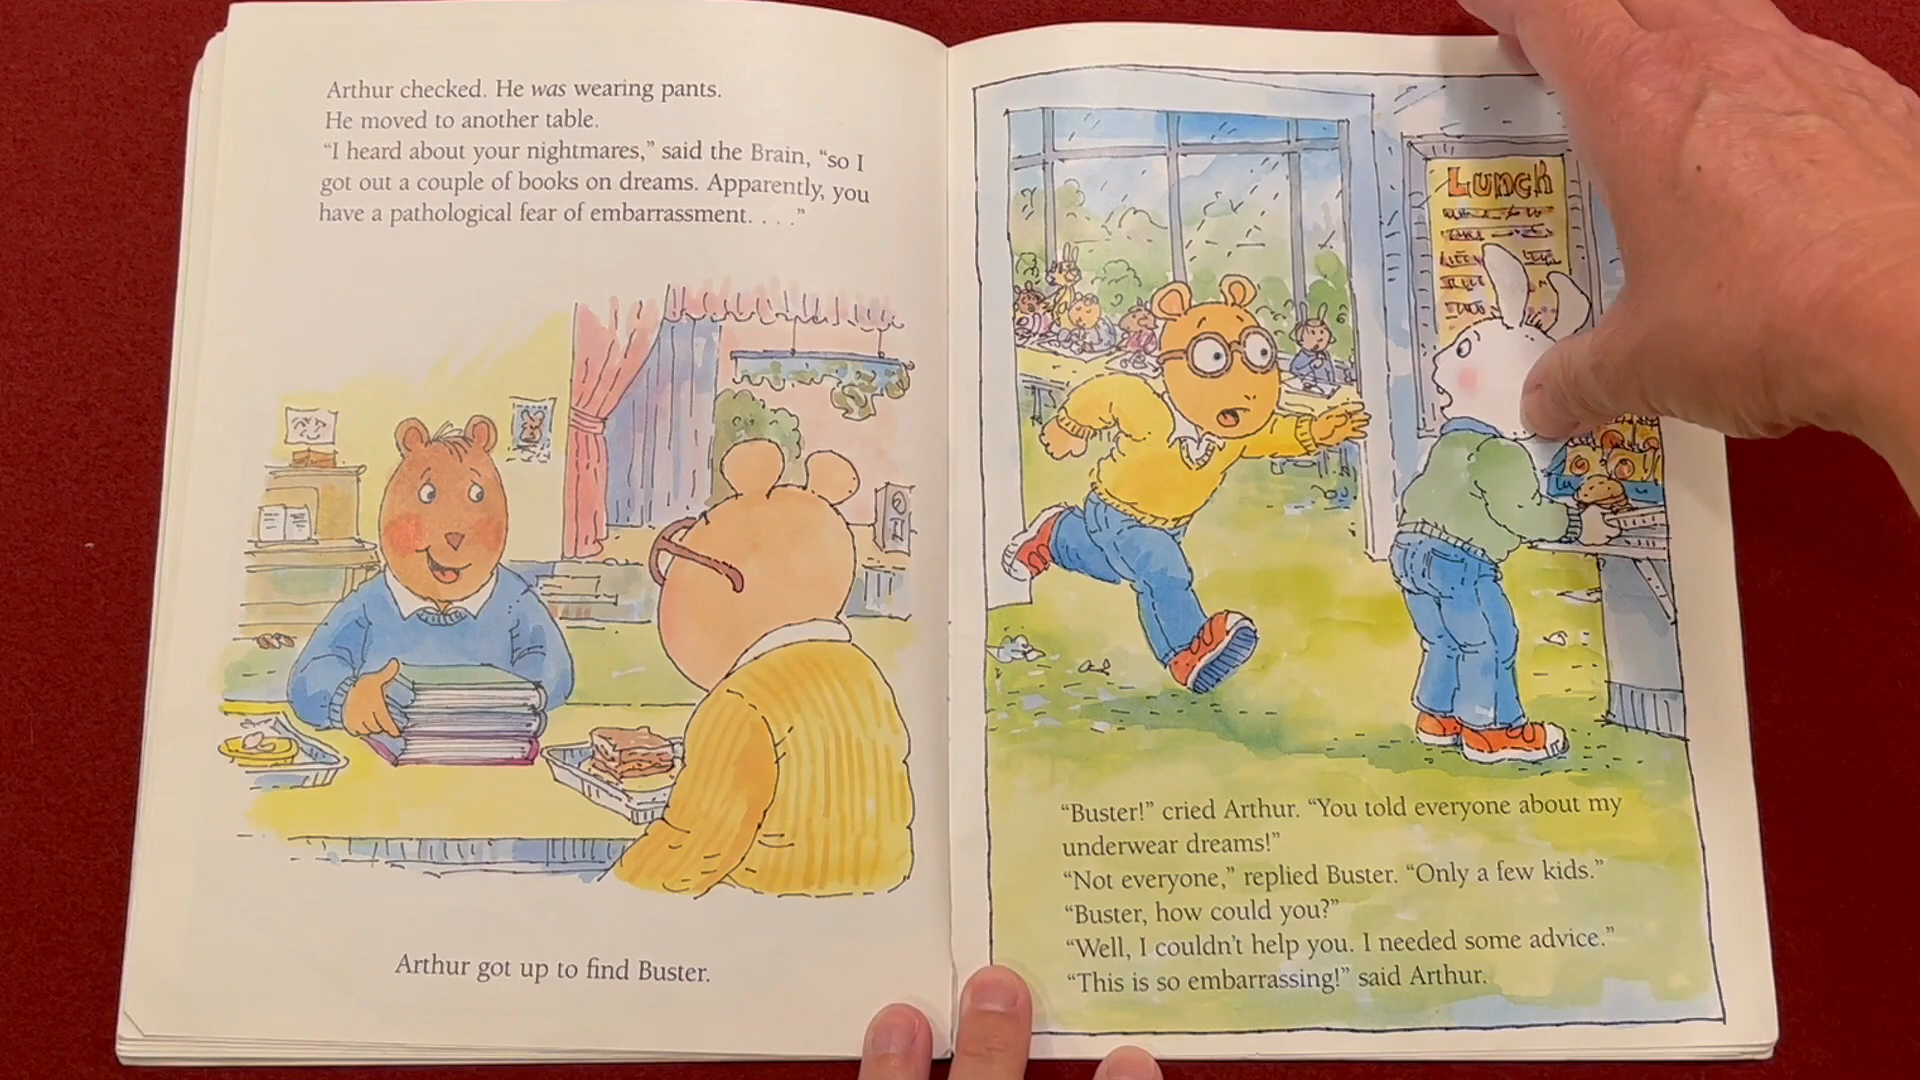 Arthur checked. He was wearing pants.
He moved to another table.
“I heard about your nightmares,” said the Brain, “so I
got out a couple of books on dreams. Apparently, you
have a pathological fear of embarrassment. . . .”
Arthur got up to find Buster.
Lunch
“Buster!” cried Arthur. “You told everyone about my
underwear dreams!”
“Not everyone,” replied Buster. “Only a few kids.”
“Buster, how could you?”
“Well, I couldn’t help you. I needed some advice.”
“This is so embarrassing!” said Arthur.